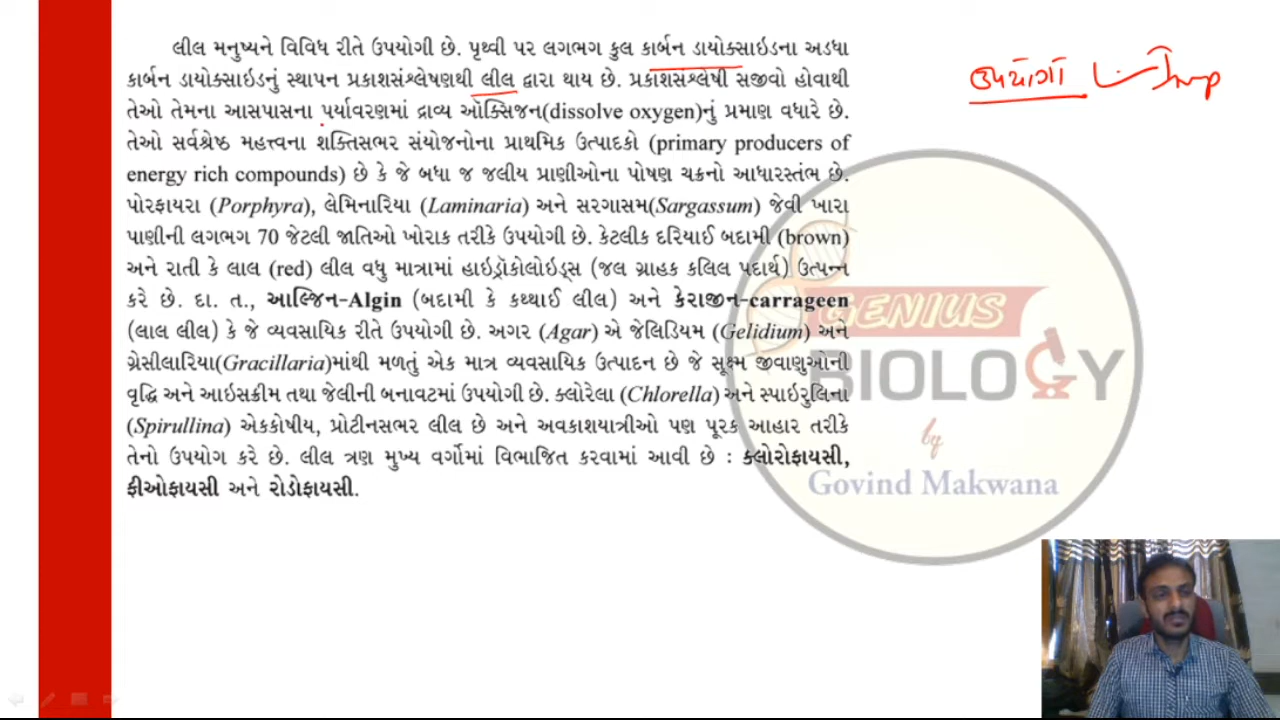 લીલ મનુષ્યને વિવિધ રીતે ઉપયોગી છે. પૃથ્વી પર લગભગ કુલ કાર્બન ડાયોક્સાઇડના અડધા
કાર્બન ડાયોક્સાઇડનું સ્થાપન પ્રકાશસંશ્લેષણથી લીલ દ્વારા થાય છે. પ્રકાશસંશ્લેષી સજીવો હોવાથી
તેઓ તેમના આસપાસના પર્યાવરણમાં દ્રાવ્ય ઑક્સિજન(dissolve oxygen)નું પ્રમાણ વધારે છે.
તેઓ સર્વશ્રેષ્ઠ મહત્ત્વના શક્તિસભર સંયોજનોના પ્રાથમિક ઉત્પાદકો (primary producers of
energy rich compounds) છે કે જે બધા જ જલીય પ્રાણીઓના પોષણ ચક્રનો આધારસ્તંભ છે.
પોરફાયરા (Porphyra), લેમિનારિયા (Laminaria) અને સરગાસમ(Sargassum) જેવી ખારા
પાણીની લગભગ 70 જેટલી જાતિઓ ખોરાક તરીકે ઉપયોગી છે. કેટલીક દરિયાઈ બદામી (brown)
અને રાતી કે લાલ (red) લીલ વધુ માત્રામાં હાઇડ્રૉકોલોઇડ્સ (જલ ગ્રાહક કલિલ પદાર્થ) ઉત્પન્ન
કરે છે. દા. ત., આલ્જિન-Algin (બદામી કે કથ્થાઈ લીલ) અને કેરાજીન-carrageen
(લાલ લીલ) કે જે વ્યવસાયિક રીતે ઉપયોગી છે. અગર (Agar) એ જેલિડિયમ (Gelidium) અને
ગ્રેસીલારિયા(Gracillaria)માંથી મળતું એક માત્ર વ્યવસાયિક ઉત્પાદન છે જે સૂક્ષ્મ જીવાણુઓની
વૃદ્ધિ અને આઇસક્રીમ તથા જેલીની બનાવટમાં ઉપયોગી છે. ક્લોરેલા (Chlorella) અને સ્પાઇરુલિના
(Spirullina) એકકોષીય, પ્રોટીનસભર લીલ છે અને અવકાશયાત્રીઓ પણ પૂરક આહાર તરીકે
તેનો ઉપયોગ કરે છે. લીલ ત્રણ મુખ્ય વર્ગોમાં વિભાજિત કરવામાં આવી છે : ક્લોરોફાયસી,
ફીઓફાયસી અને રોડોફાયસી.
ઉપયોગો Imp
GENIUS
BIOLOGY
by
Govind Makwana